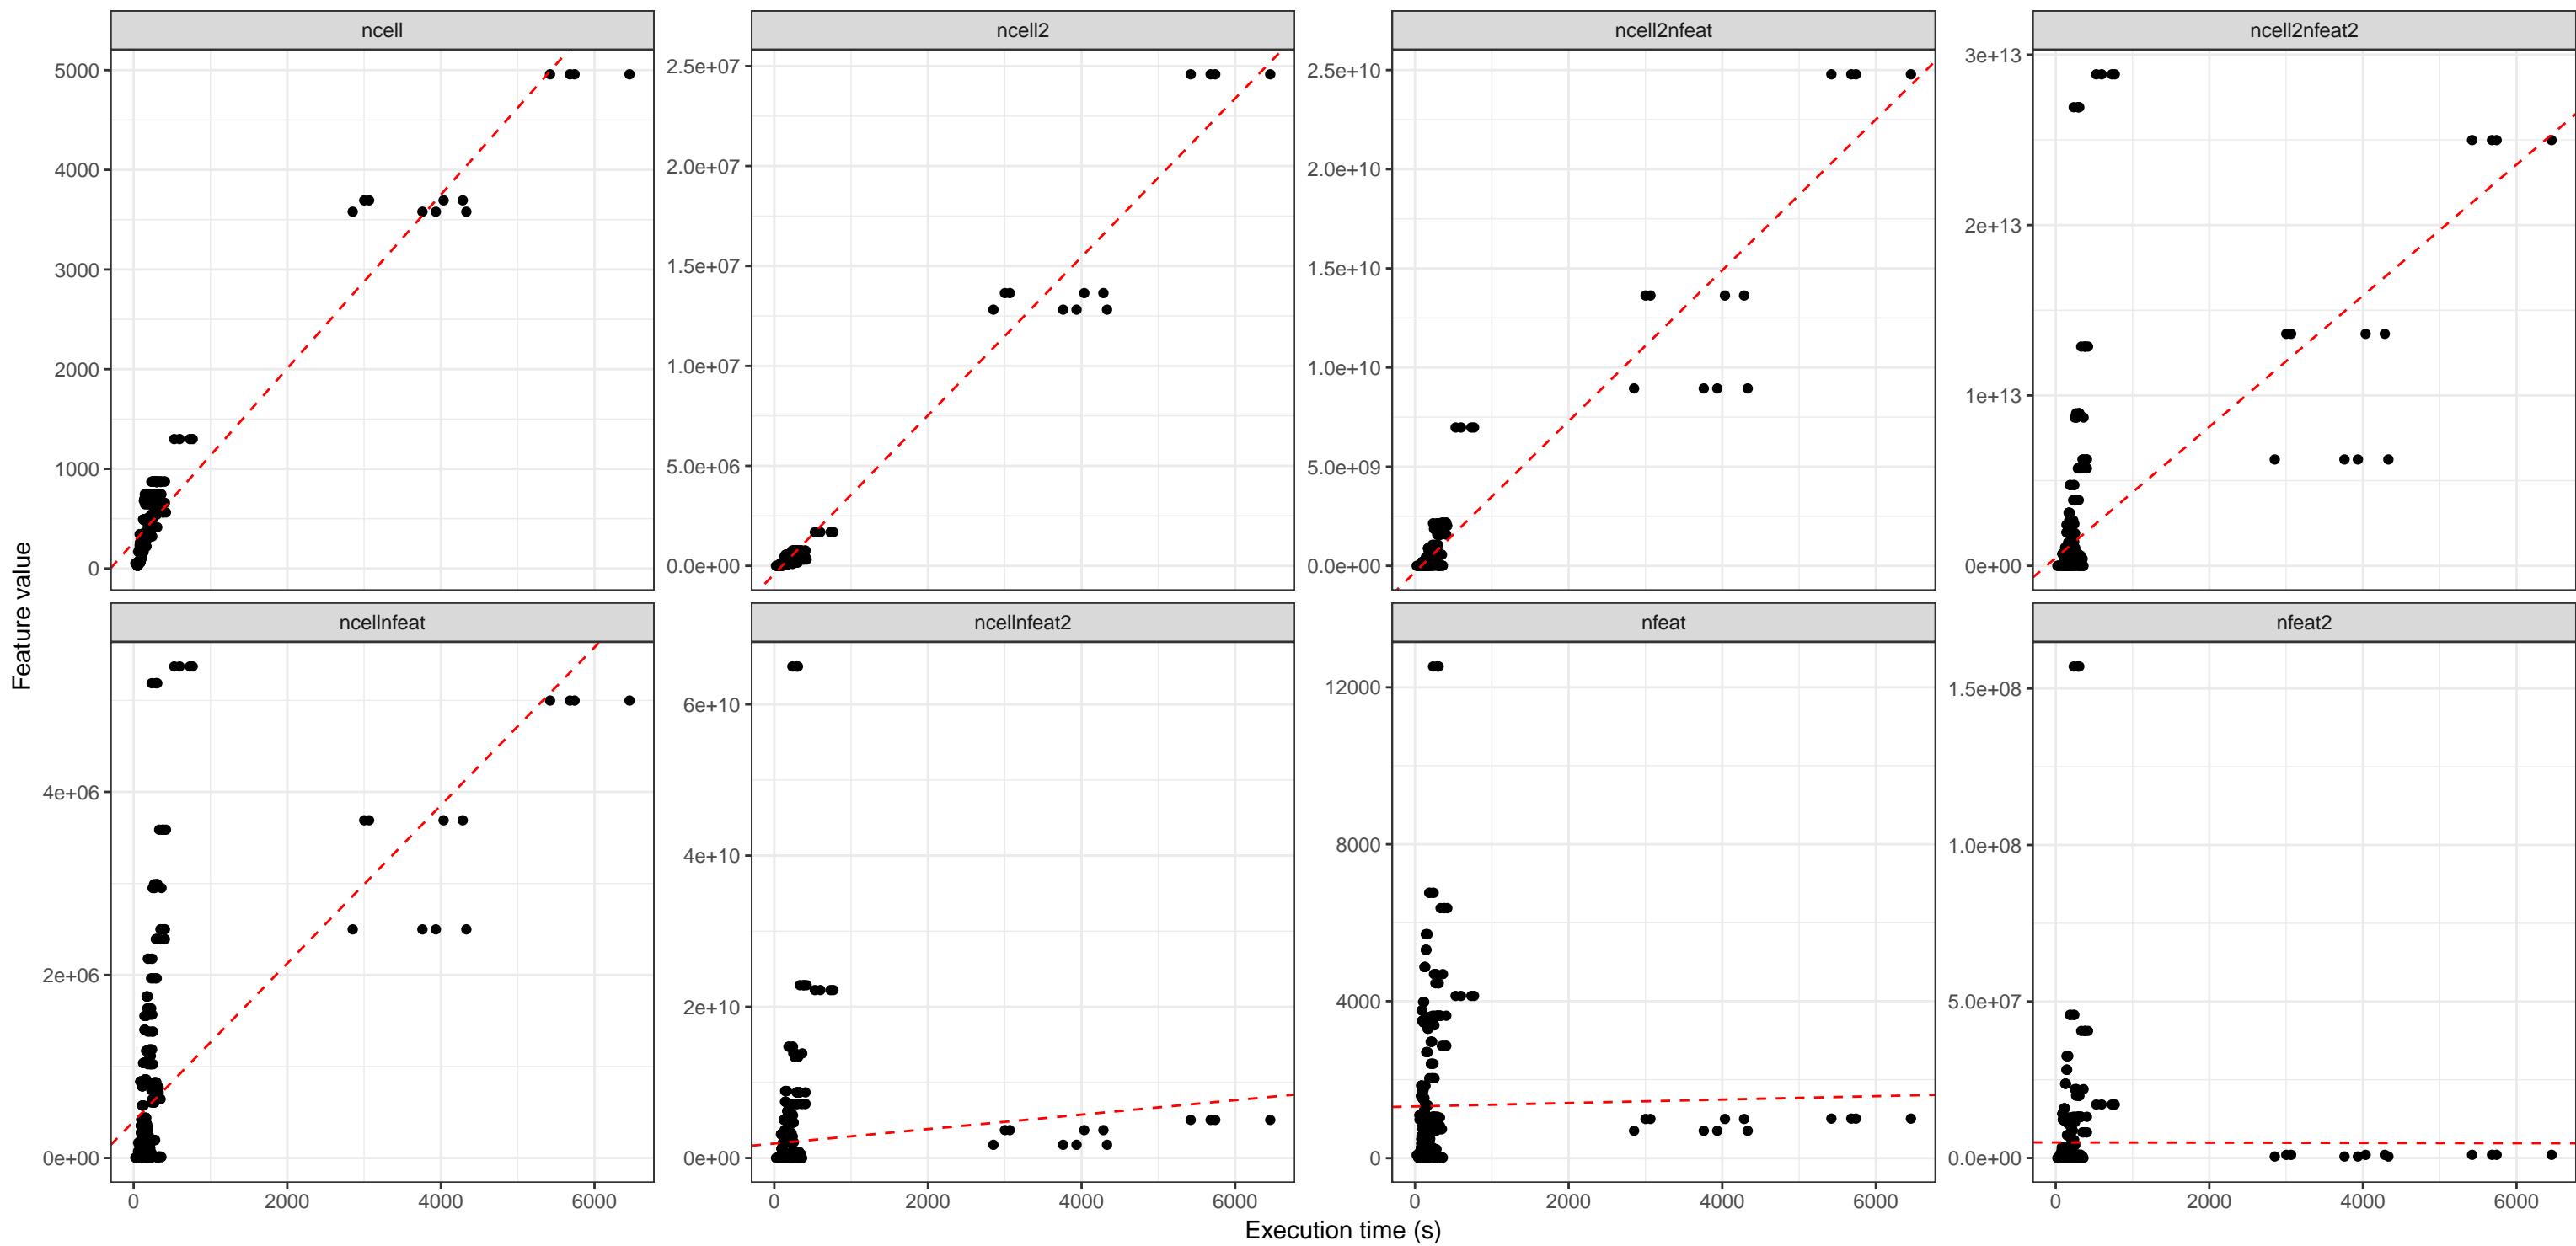 ncell
ncell2
ncell2nfeat
ncell2nfeat2
5000
4000
3000
2000
1000
0
2.5e+07
2.0e+07
1.5e+07
1.0e+07
5.0e+06
0.0e+00
2.5e+10
2.0e+10
1.5e+10
1.0e+10
5.0e+09
0.0e+00
3e+13
2e+13
1e+13
0e+00
Feature value
ncellnfeat
ncellnfeat2
nfeat
nfeat2
4e+06
2e+06
0e+00
6e+10
4e+10
2e+10
0e+00
12000
8000
4000
0
1.5e+08
1.0e+08
5.0e+07
0.0e+00
0 2000 4000 6000
0 2000 4000 6000
0 2000 4000 6000
0 2000 4000 6000
Execution time (s)